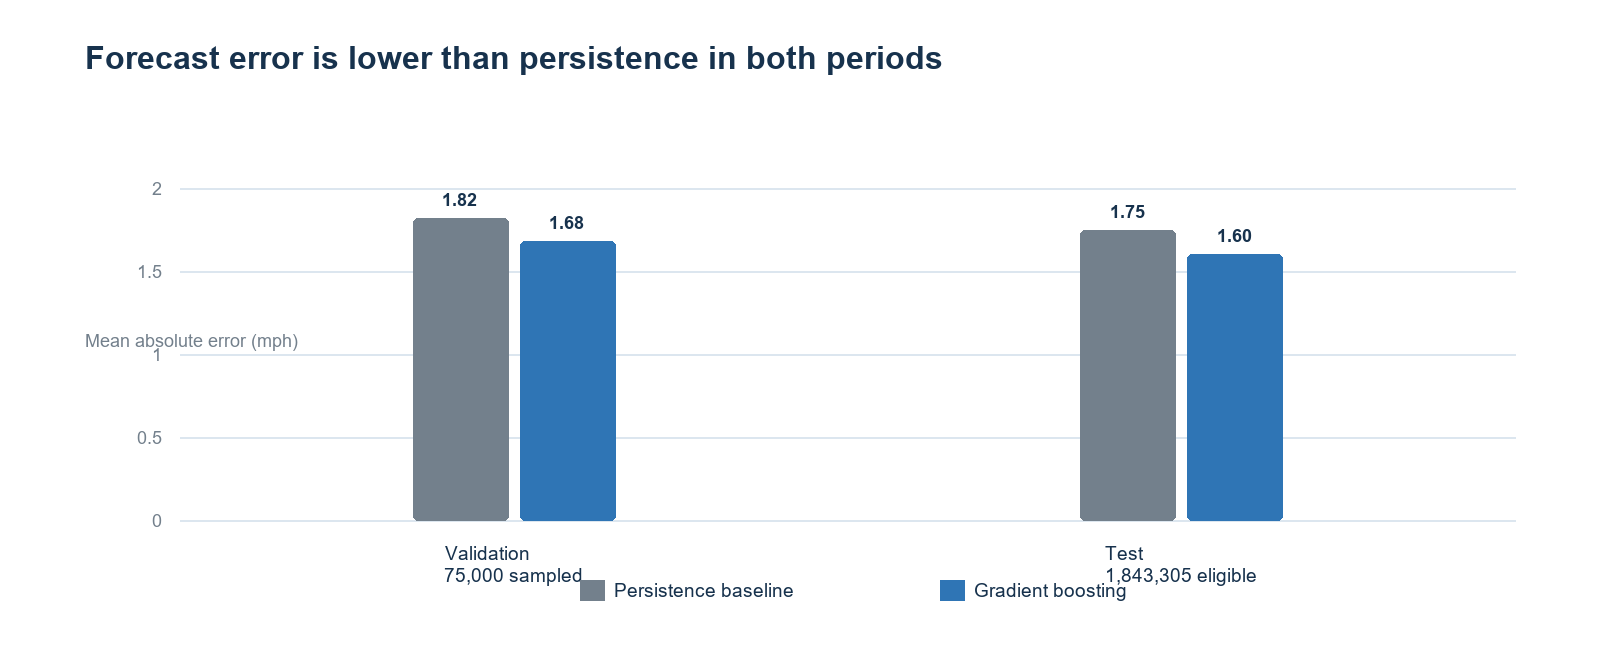 Forecast error is lower than persistence in both periods
2
1.82
1.75
1.68
1.60
1.5
Mean absolute error (mph)
1
0.5
0
Validation
75,000 sampled
Test
1,843,305 eligible
Persistence baseline
Gradient boosting